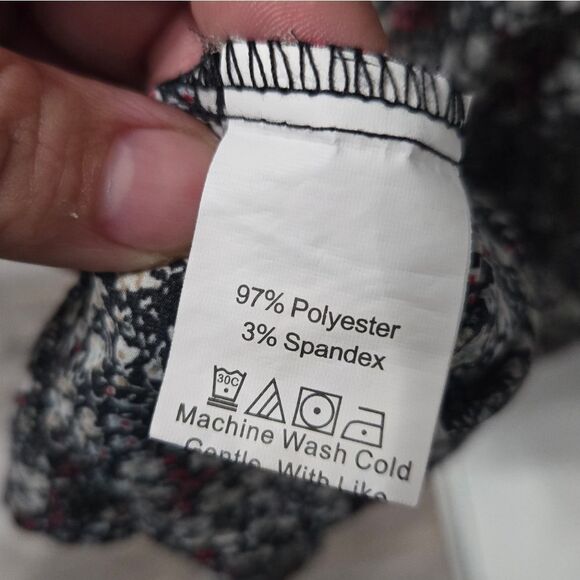 97% Polyester
3% Spandex
30C
Machine Wash Cold
Gentle, With Like